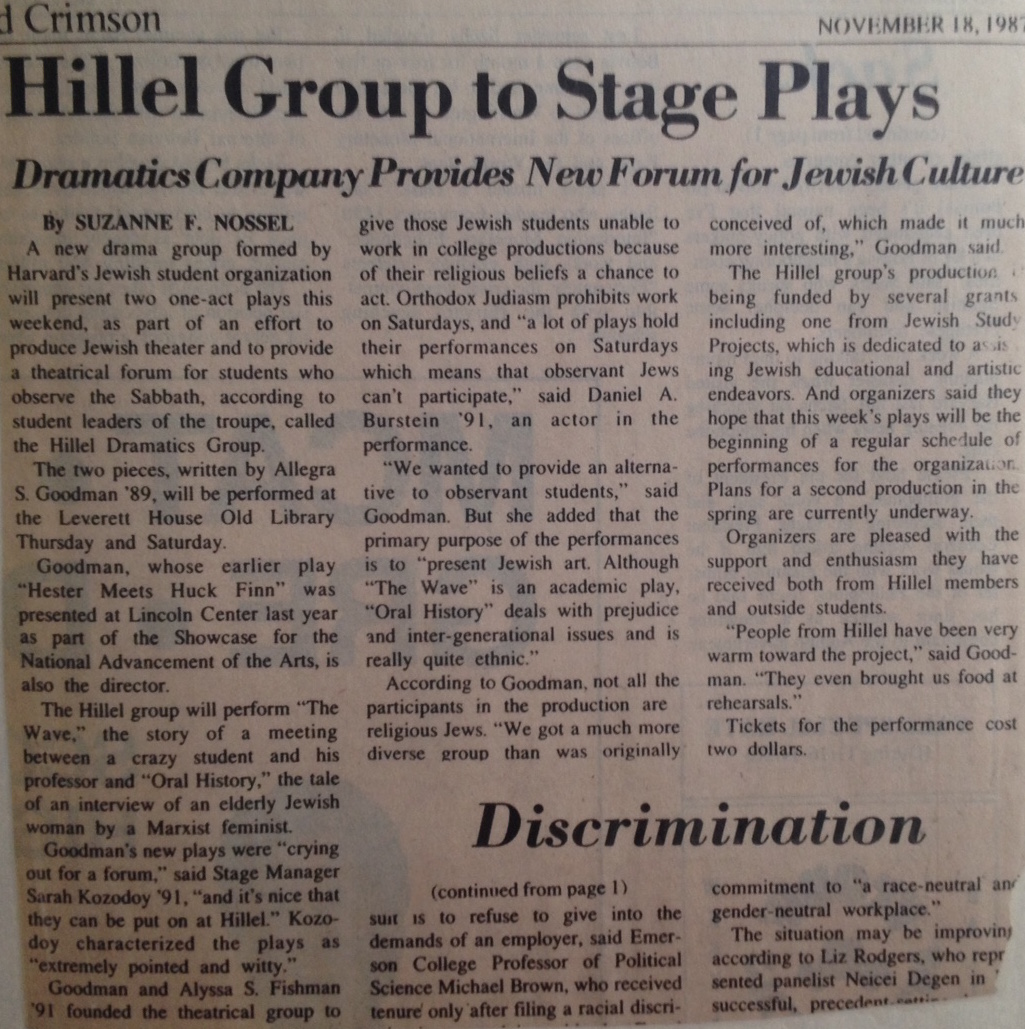 d Crimson
NOVEMBER 18, 1987
Hillel Group to Stage Plays
Dramatics Company Provides New Forum for Jewish Culture
By SUZANNE F. NOSSEL
A new drama group formed by
Harvard's Jewish student organization
will present two one-act plays this
weekend, as part of an effort to
produce Jewish theater and to provide
a theatrical forum for students who
observe the Sabbath, according to
student leaders of the troupe, called
the Hillel Dramatics Group.
The two pieces, written by Allegra
S. Goodman '89, will be performed at
the Leverett House Old Library
Thursday and Saturday.
Goodman, whose earlier play
"Hester Meets Huck Finn" was
presented at Lincoln Center last year
as part of the Showcase for the
National Advancement of the Arts, is
also the director.
The Hillel group will perform "The
Wave," the story of a meeting
between a crazy student and his
professor and "Oral History," the tale
of an interview of an elderly Jewish
woman by a Marxist feminist.
Goodman's new plays were "crying
out for a forum," said Stage Manager
Sarah Kozodoy '91, "and it's nice that
they can be put on at Hillel." Kozo-
doy characterized the plays as
"extremely pointed and witty."
Goodman and Alyssa S. Fishman
'91 founded the theatrical group to
give those Jewish students unable to
work in college productions because
of their religious beliefs a chance to
act. Orthodox Judiasm prohibits work
on Saturdays, and "a lot of plays hold
their performances on Saturdays
which means that observant Jews
can't participate," said Daniel A.
Burstein '91, an actor in the
performance.
"We wanted to provide an alterna-
tive to observant students," said
Goodman. But she added that the
primary purpose of the performances
is to "present Jewish art. Although
"The Wave" is an academic play,
"Oral History" deals with prejudice
and inter-generational issues and is
really quite ethnic."
According to Goodman, not all the
participants in the production are
religious Jews. "We got a much more
diverse group than was originally
conceived of, which made it much
more interesting," Goodman said.
The Hillel group's production
being funded by several grants
including one from Jewish Study
Projects, which is dedicated to assis
ing Jewish educational and artistic
endeavors. And organizers said they
hope that this week's plays will be the
beginning of a regular schedule of
performances for the organization.
Plans for a second production in the
spring are currently underway.
Organizers are pleased with the
support and enthusiasm they have
received both from Hillel members
and outside students.
"People from Hillel have been very
warm toward the project," said Good-
man. "They even brought us food at
rehearsals."
Tickets for the performance cost
two dollars.
Discrimination
(continued from page 1)
suit is to refuse to give into the
demands of an employer, said Emer-
son College Professor of Political
Science Michael Brown, who received
tenure only after filing a racial discri-
commitment to "a race-neutral and
gender-neutral workplace."
The situation may be improving
according to Liz Rodgers, who repr
sented panelist Neicei Degen in
successful,